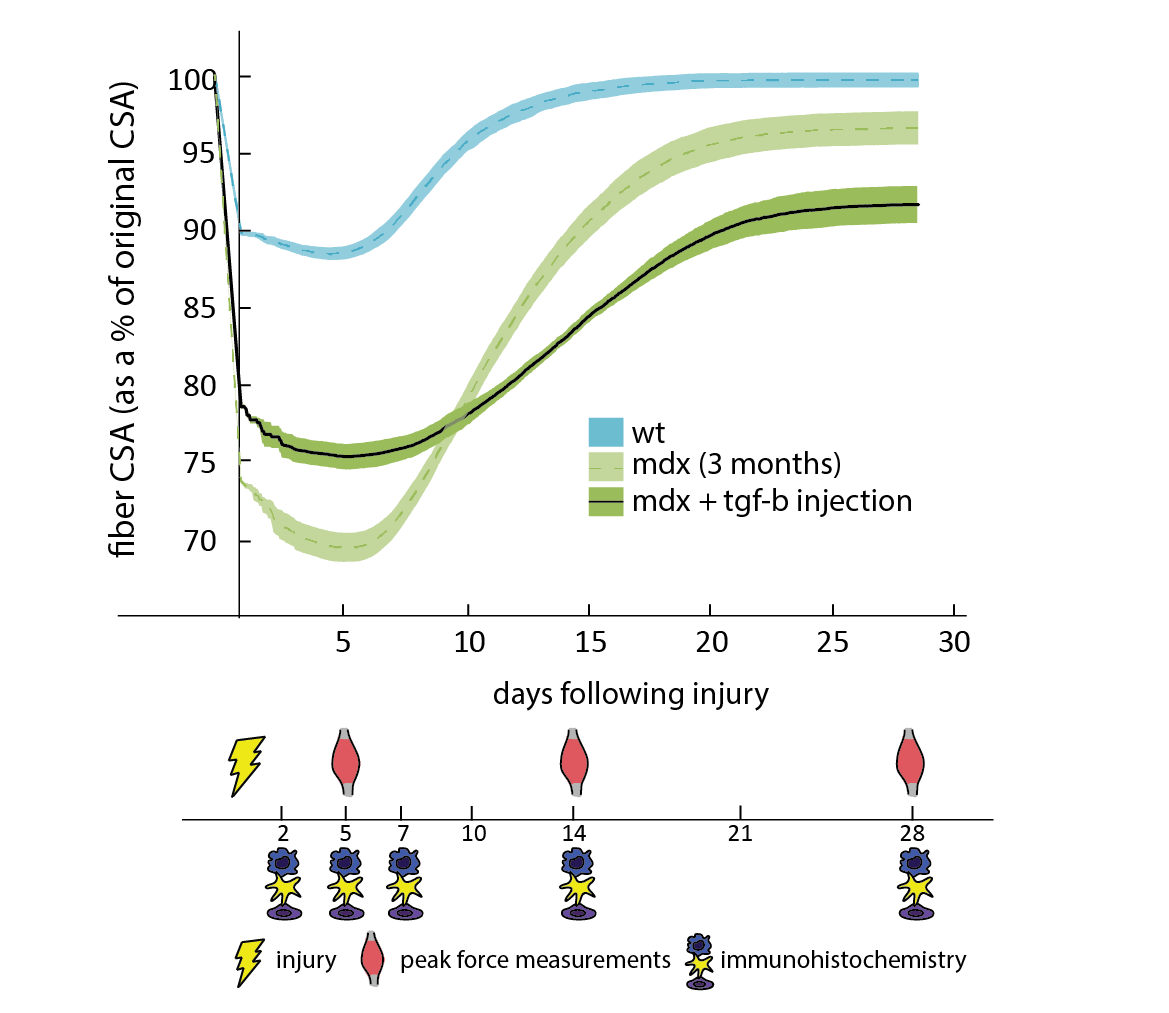 fiber CSA (as a % of original CSA)
100
95
90
85
80
75
70
wt
mdx (3 months)
mdx + tgf-b injection
5 10 15 20 25 30
days following injury
2 5 7 10 14 21 28
injury peak force measurements immunohistochemistry